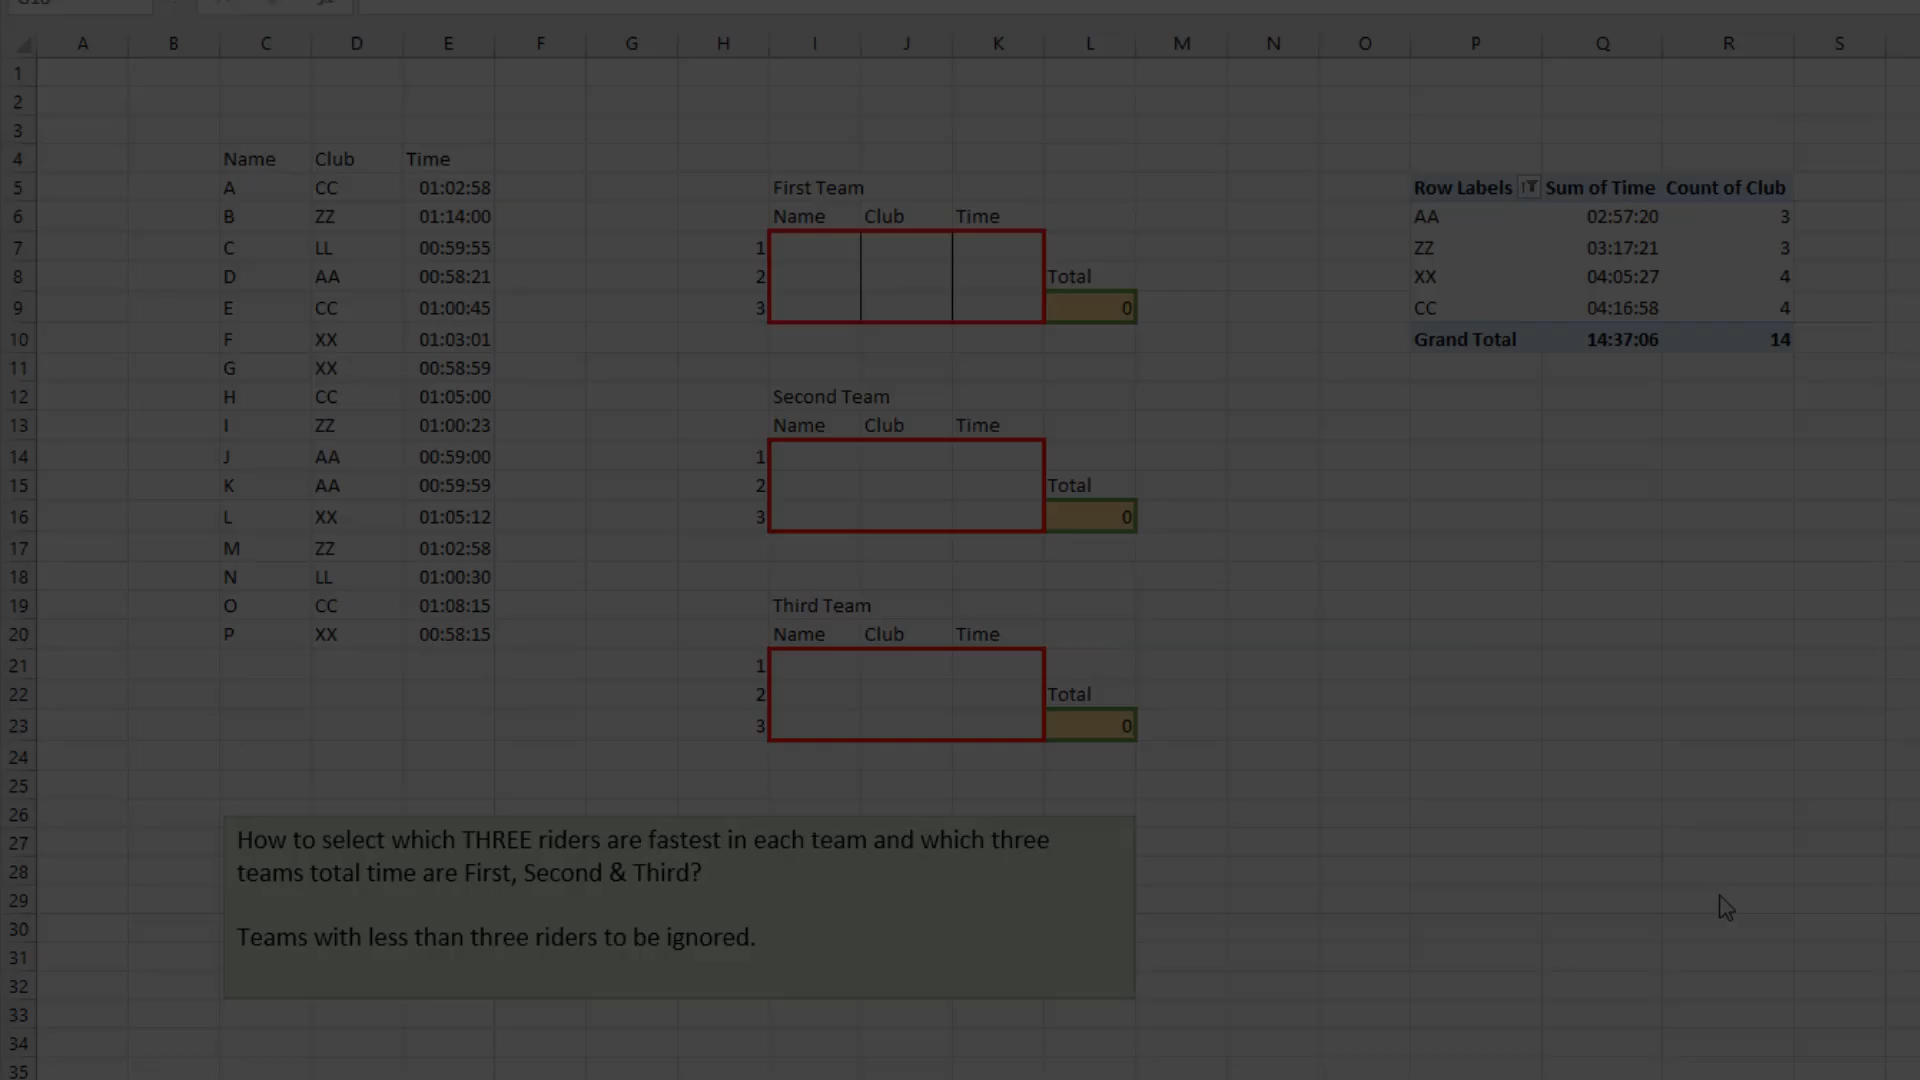 A B C D E F G H I J K L M N O P Q R S
1
2
3
4 Name Club Time
5 A CC 01:02:58 First Team Row Labels Sum of Time Count of Club
6 B ZZ 01:14:00 Name Club Time AA 02:57:20 3
7 C LL 00:59:55 1 ZZ 03:17:21 3
8 D AA 00:58:21 2 Total XX 04:05:27 4
9 E CC 01:00:45 3 0 CC 04:16:58 4
10 F XX 01:03:01 Grand Total 14:37:06 14
11 G XX 00:58:59
12 H CC 01:05:00 Second Team
13 I ZZ 01:00:23 Name Club Time
14 J AA 00:59:00 1
15 K AA 00:59:59 2 Total
16 L XX 01:05:12 3 0
17 M ZZ 01:02:58
18 N LL 01:00:30
19 O CC 01:08:15 Third Team
20 P XX 00:58:15 Name Club Time
21 1
22 2 Total
23 3 0
24
25
26
27 How to select which THREE riders are fastest in each team and which three
28 teams total time are First, Second & Third?
29
30 Teams with less than three riders to be ignored.
31
32
33
34
35